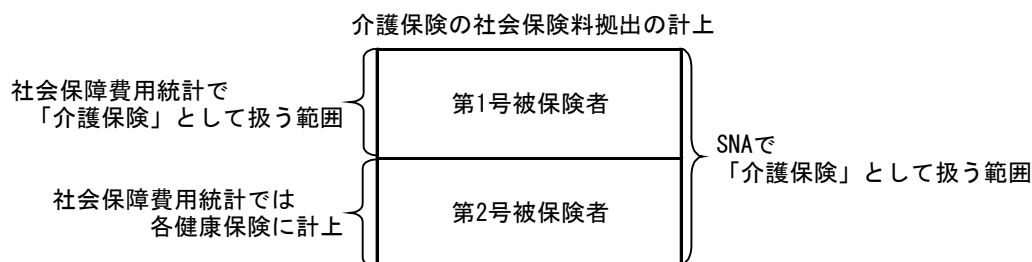 介護保険の社会保険料拠出の計上
社会保障費用統計で
「介護保険」として扱う範囲
第1号被保険者
SNAで
「介護保険」として扱う範囲
社会保障費用統計では
各健康保険に計上
第2号被保険者